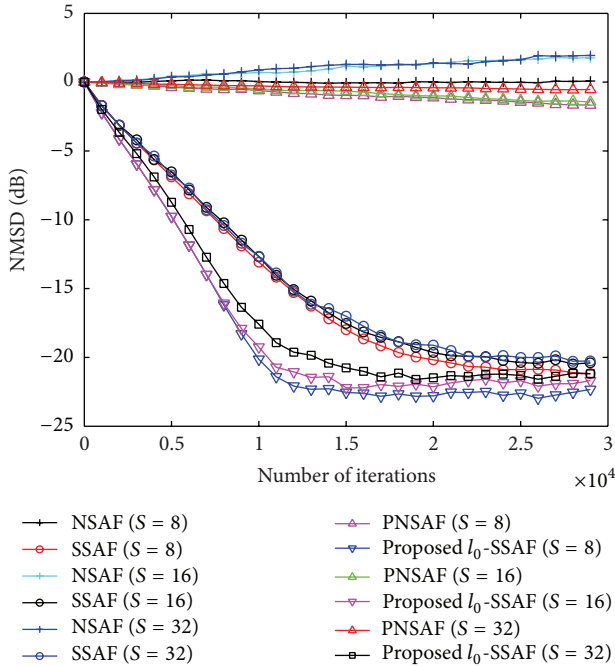 5
0
−5
−10
−15
−20
−25
NMSD (dB)
0 0.5 1 1.5 2 2.5 3
Number of iterations
×10⁴
NSAF (S = 8)
SSAF (S = 8)
NSAF (S = 16)
SSAF (S = 16)
NSAF (S = 32)
SSAF (S = 32)
PNSAF (S = 8)
Proposed l₀-SSAF (S = 8)
PNSAF (S = 16)
Proposed l₀-SSAF (S = 16)
PNSAF (S = 32)
Proposed l₀-SSAF (S = 32)